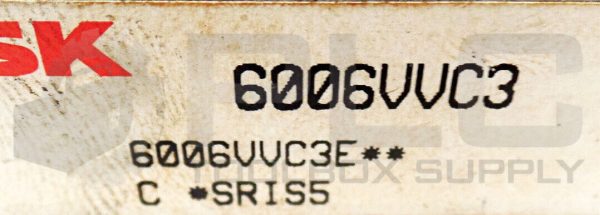 SK
6006VVC3
PLC
6006VVC3E**
TOOLBOX SUPPLY
C *SRIS5